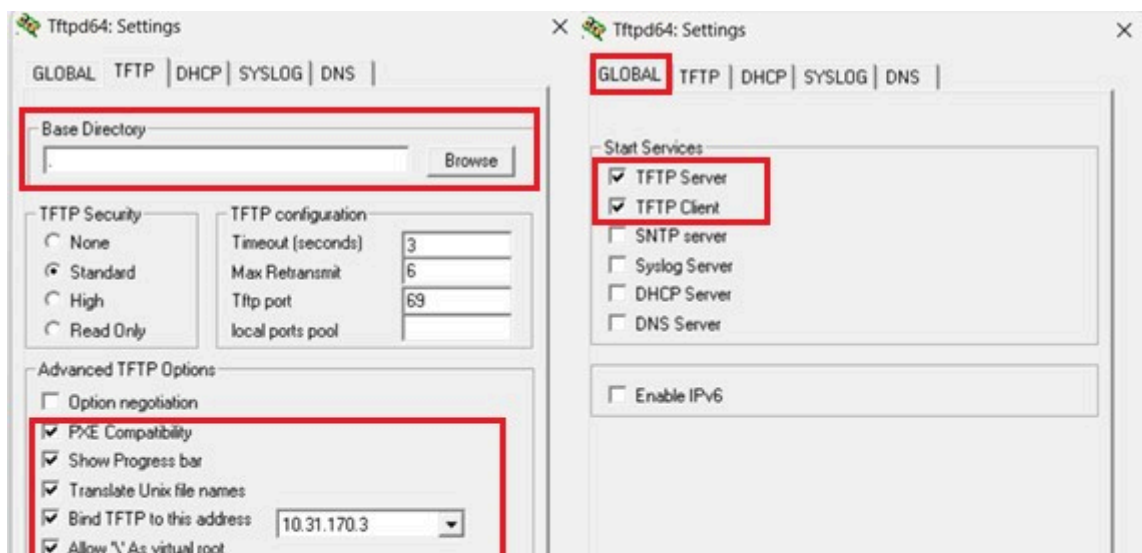 Tftpd64: Settings
GLOBAL TFTP DHCP SYSLOG DNS
Base Directory
.
Browse
TFTP Security
None
Standard
High
Read Only
TFTP configuration
Timeout (seconds) 3
Max Retransmit 6
Tftp port 69
local ports pool
Advanced TFTP Options
Option negotiation
PXE Compatibility
Show Progress bar
Translate Unix file names
Bind TFTP to this address 10.31.170.3
Allow '\' As virtual root
Tftpd64: Settings
GLOBAL TFTP DHCP SYSLOG DNS
Start Services
TFTP Server
TFTP Client
SNTP server
Syslog Server
DHCP Server
DNS Server
Enable IPv6